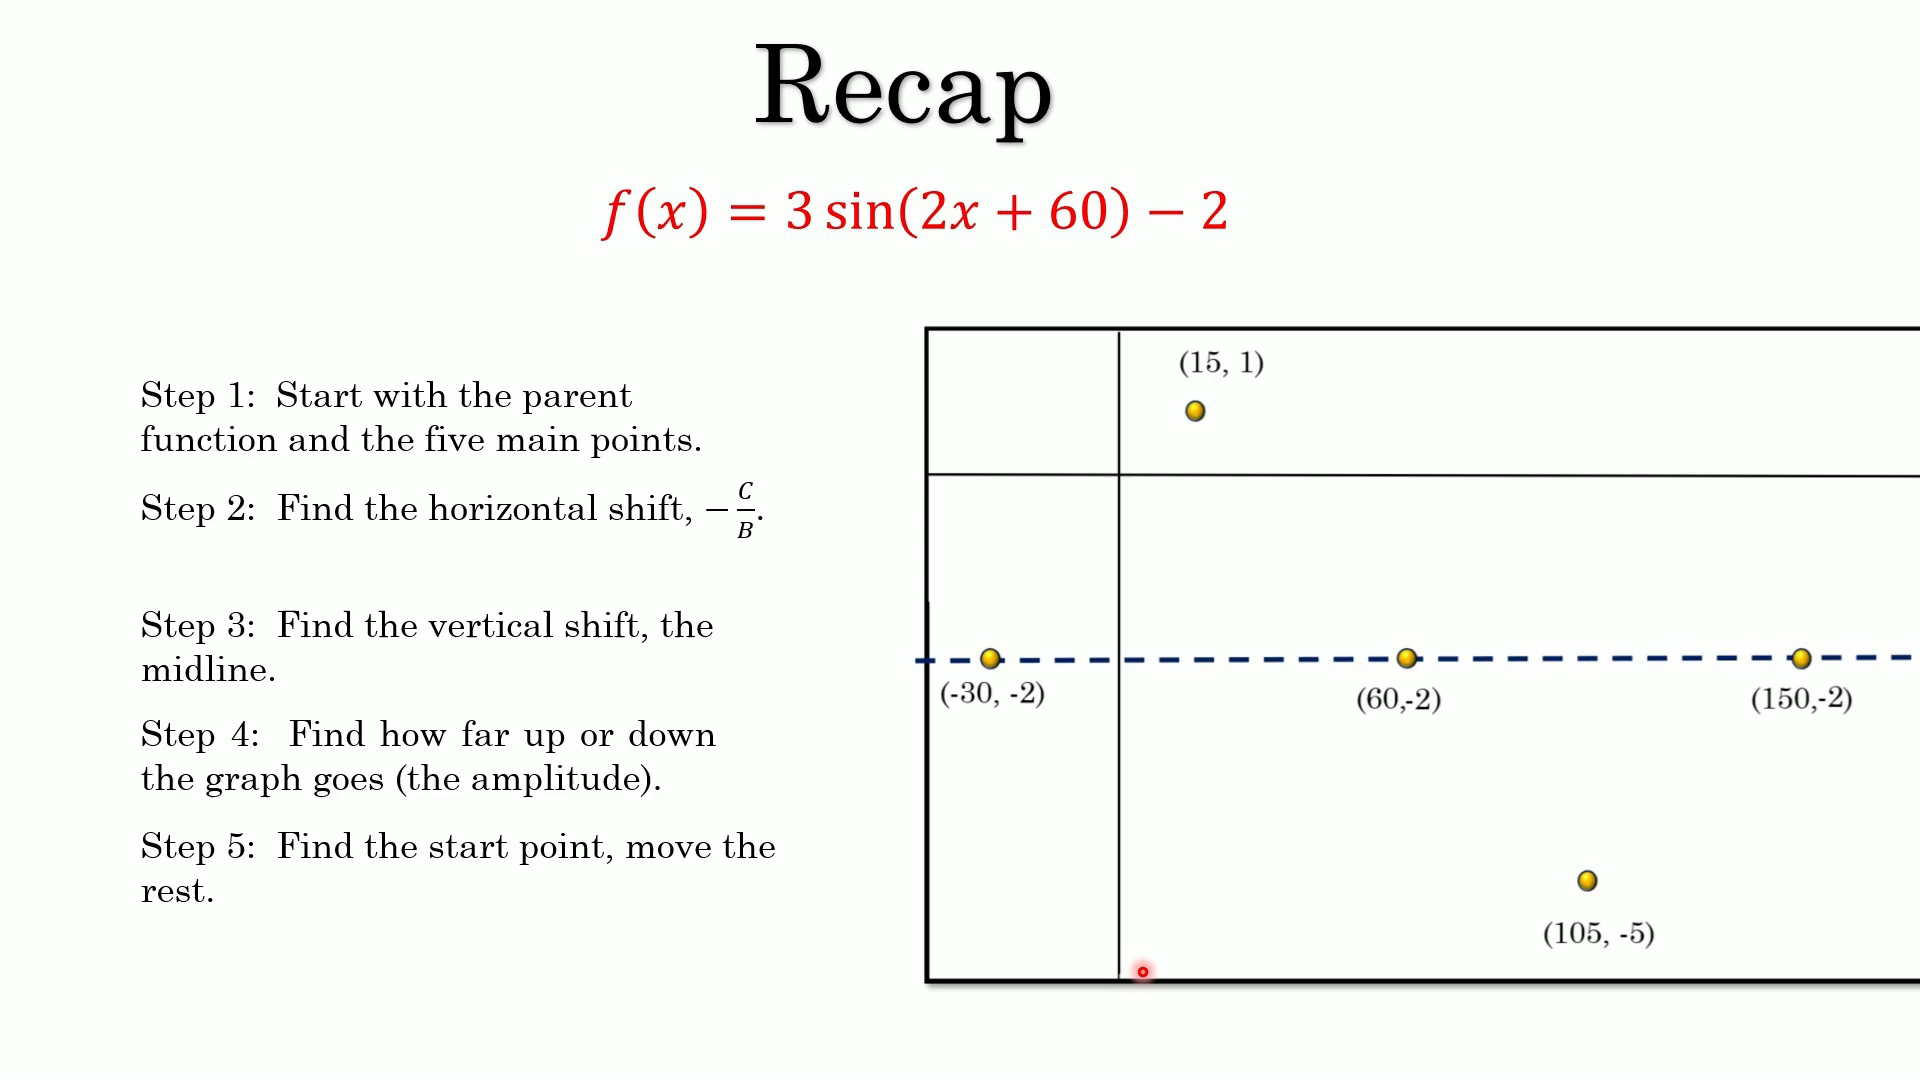 Recap
f(x) = 3 sin(2x + 60) − 2
Step 1: Start with the parent
function and the five main points.
Step 2: Find the horizontal shift, −C/B.
Step 3: Find the vertical shift, the
midline.
Step 4: Find how far up or down
the graph goes (the amplitude).
Step 5: Find the start point, move the
rest.
(15, 1)
(-30, -2)
(60,-2)
(150,-2)
(105, -5)